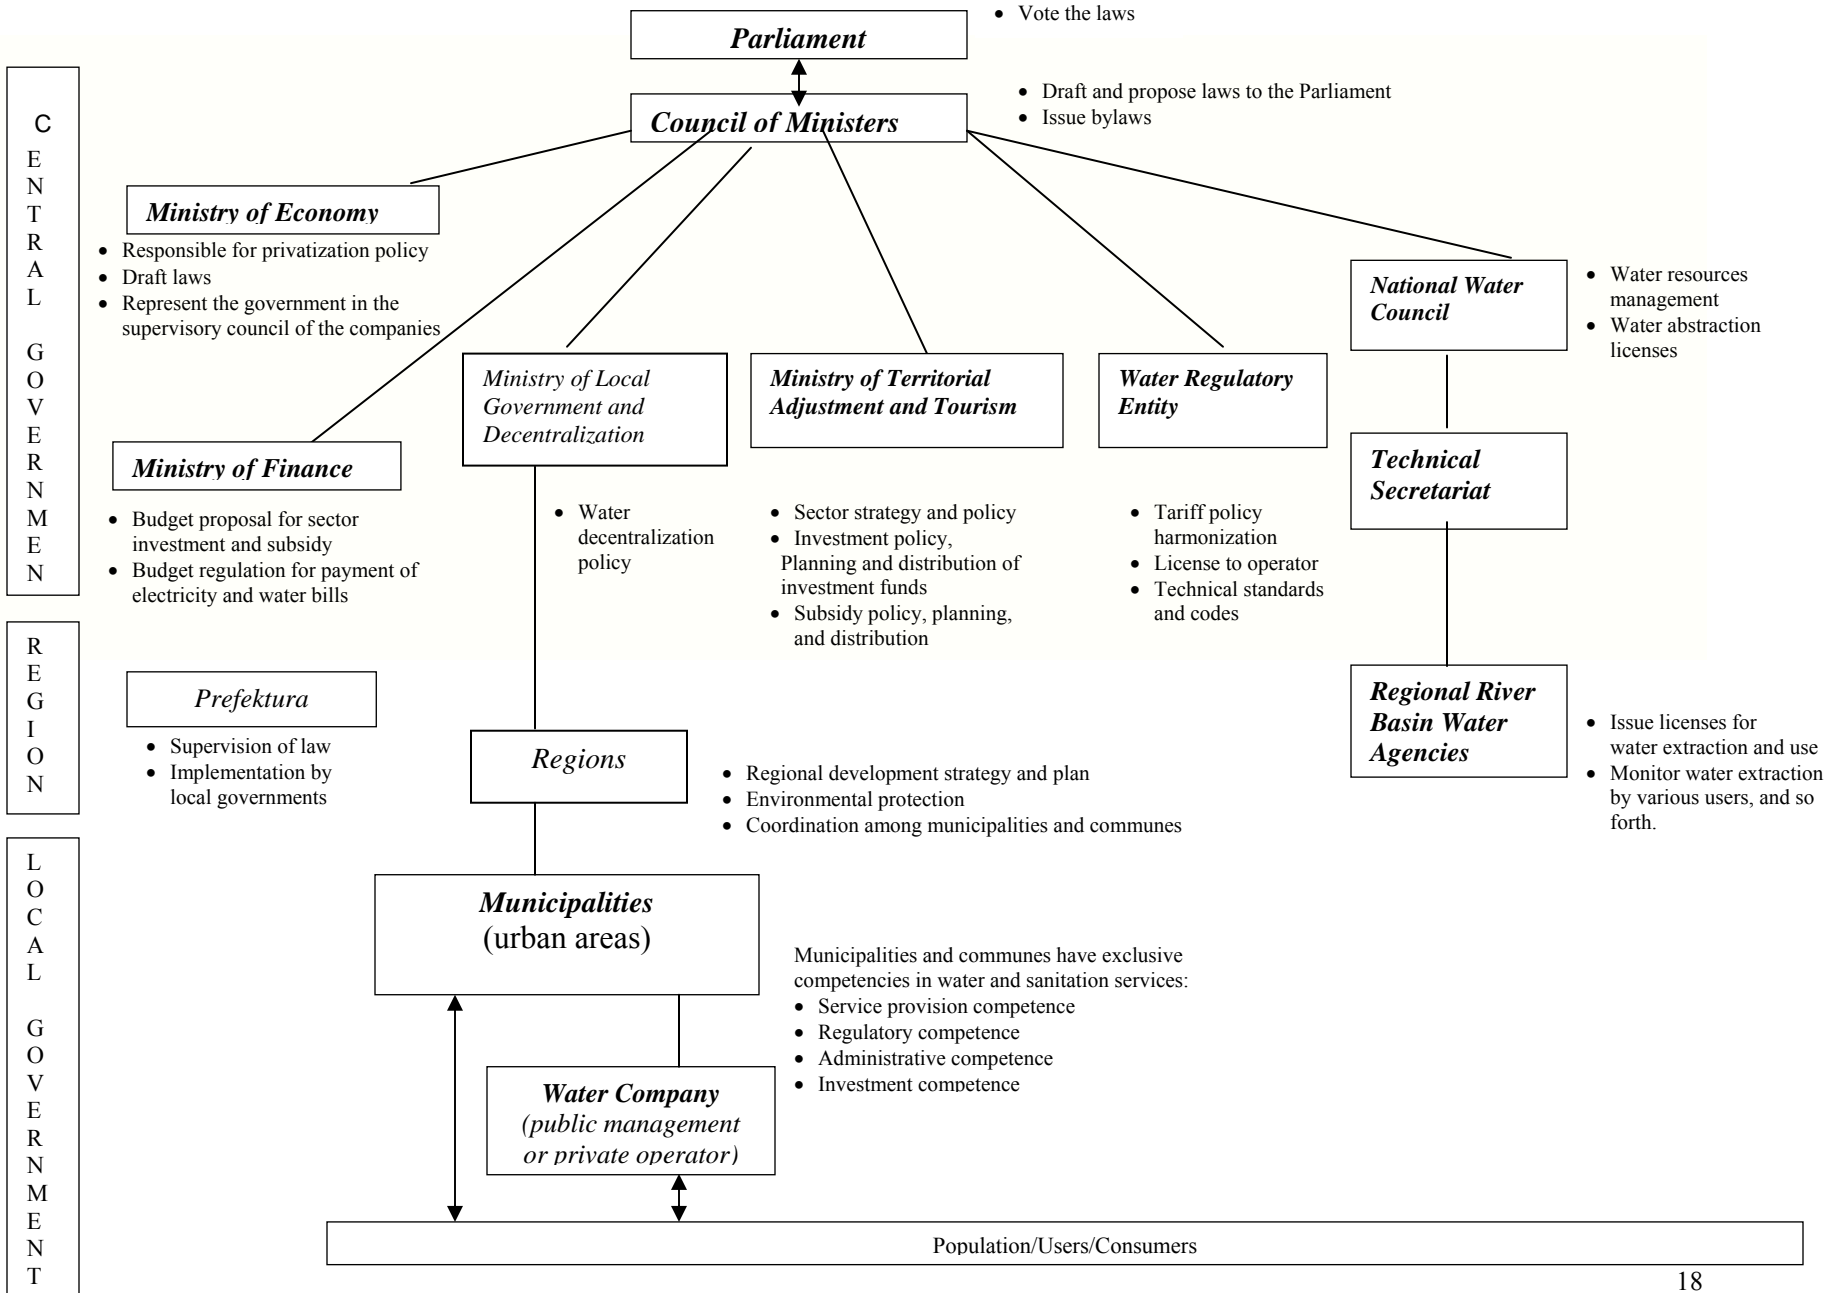 Parliament
• Vote the laws
Council of Ministers
• Draft and propose laws to the Parliament
• Issue bylaws
C
E
N
T
R
A
L
G
O
V
E
R
N
M
E
N
Ministry of Economy
• Responsible for privatization policy
• Draft laws
• Represent the government in the
supervisory council of the companies
Ministry of Finance
• Budget proposal for sector
investment and subsidy
• Budget regulation for payment of
electricity and water bills
Ministry of Local
Government and
Decentralization
• Water
decentralization
policy
Ministry of Territorial
Adjustment and Tourism
• Sector strategy and policy
• Investment policy,
Planning and distribution of
investment funds
• Subsidy policy, planning,
and distribution
Water Regulatory
Entity
• Tariff policy
harmonization
• License to operator
• Technical standards
and codes
National Water
Council
• Water resources
management
• Water abstraction
licenses
Technical
Secretariat
R
E
G
I
O
N
Prefektura
• Supervision of law
• Implementation by
local governments
Regions
• Regional development strategy and plan
• Environmental protection
• Coordination among municipalities and communes
Regional River
Basin Water
Agencies
• Issue licenses for
water extraction and use
• Monitor water extraction
by various users, and so
forth.
L
O
C
A
L
G
O
V
E
R
N
M
E
N
T
Municipalities
(urban areas)
Municipalities and communes have exclusive
competencies in water and sanitation services:
• Service provision competence
• Regulatory competence
• Administrative competence
• Investment competence
Water Company
(public management
or private operator)
Population/Users/Consumers
18